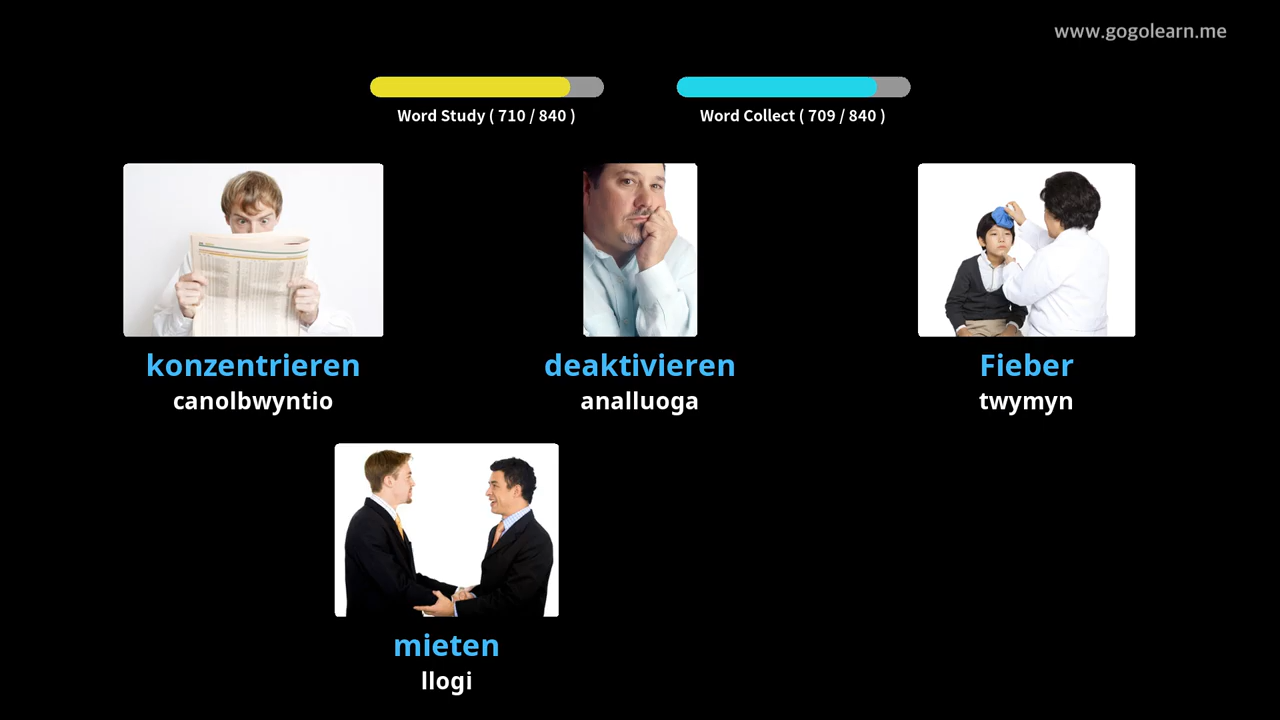 www.gogolearn.me
Word Study ( 710 / 840 )
Word Collect ( 709 / 840 )
konzentrieren
canolbwyntio
deaktivieren
analluoga
Fieber
twymyn
mieten
llogi